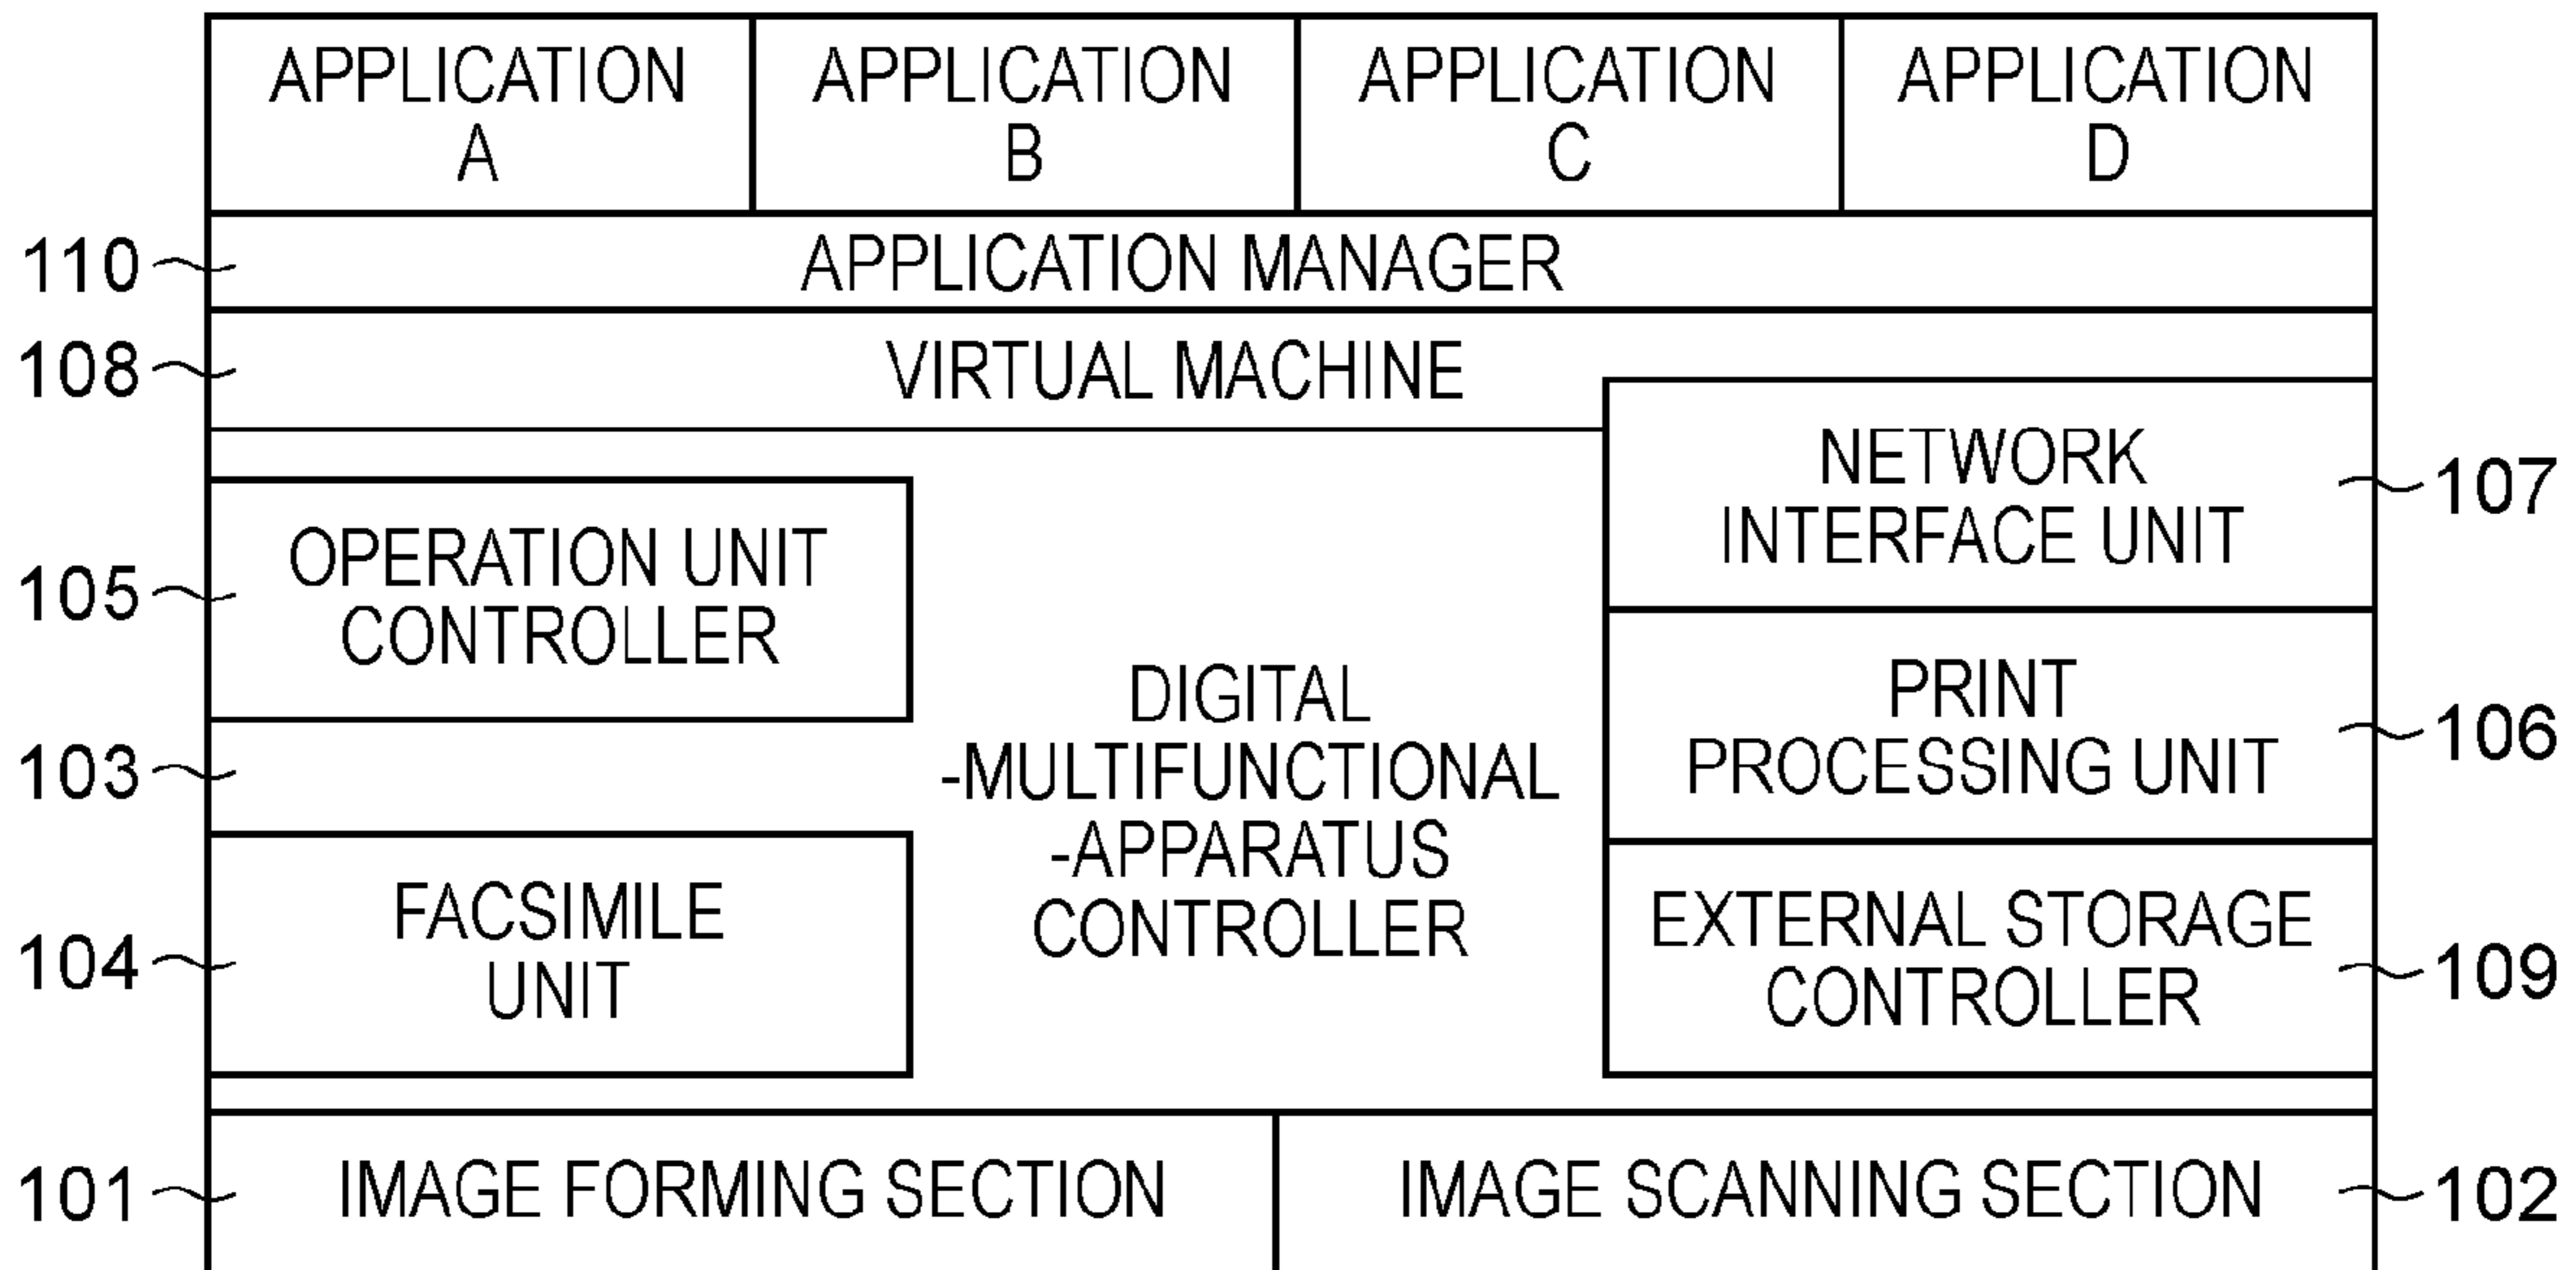 APPLICATION
A
APPLICATION
B
APPLICATION
C
APPLICATION
D
110
APPLICATION MANAGER
108
VIRTUAL MACHINE
NETWORK
INTERFACE UNIT
107
105
OPERATION UNIT
CONTROLLER
103
DIGITAL
-MULTIFUNCTIONAL
-APPARATUS
CONTROLLER
PRINT
PROCESSING UNIT
106
104
FACSIMILE
UNIT
EXTERNAL STORAGE
CONTROLLER
109
101
IMAGE FORMING SECTION
IMAGE SCANNING SECTION
102